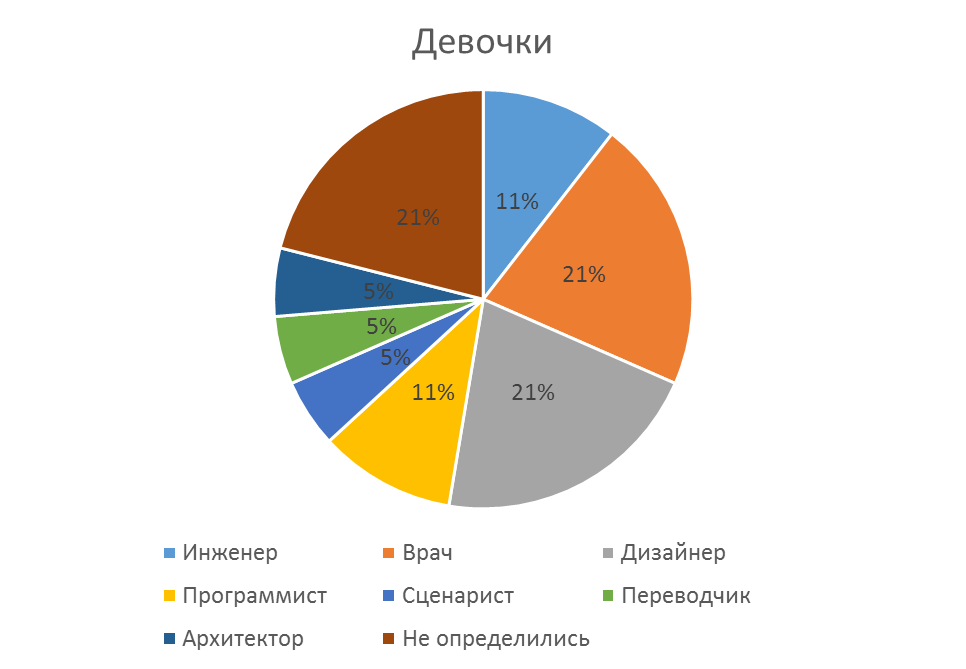 Девочки
11%
21%
21%
21%
5%
5%
5%
11%
Инженер
Врач
Дизайнер
Программист
Сценарист
Переводчик
Архитектор
Не определились